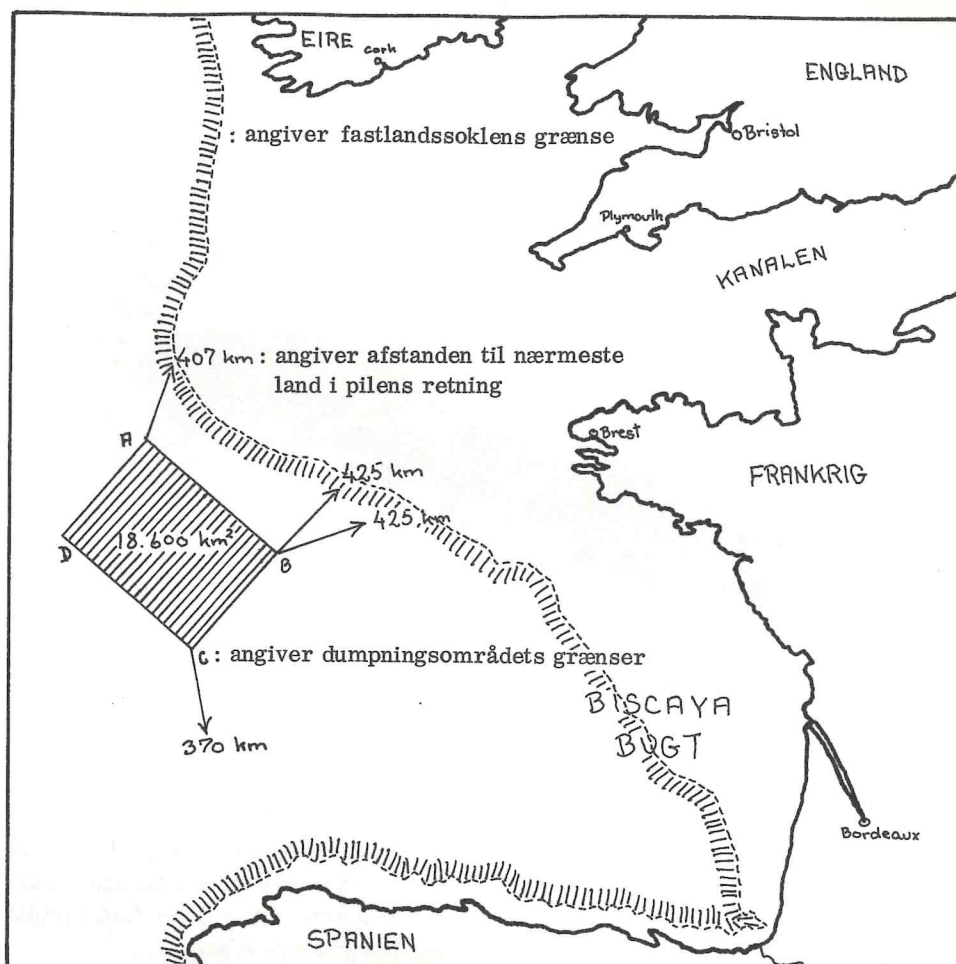 EIRE
Cork
ENGLAND
: angiver fastlandssoklens grænse
Bristol
Plymouth
KANALEN
407 km : angiver afstanden til nærmeste
land i pilens retning
A
Brest
425 km
FRANKRIG
425 km
18.600 km²
D
B
C : angiver dumpningsområdets grænser
BISCAYA
BUGT
370 km
Bordeaux
SPANIEN